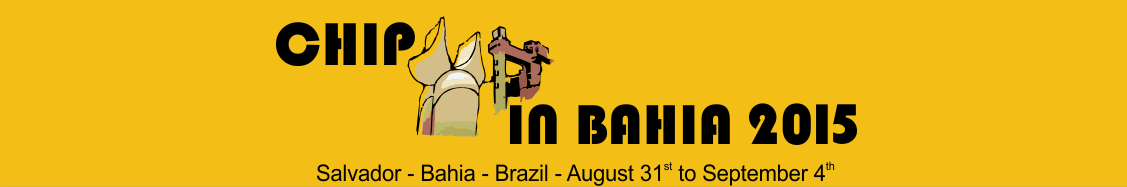 CHIP
IN BAHIA 2015
Salvador - Bahia - Brazil - August 31st to September 4th